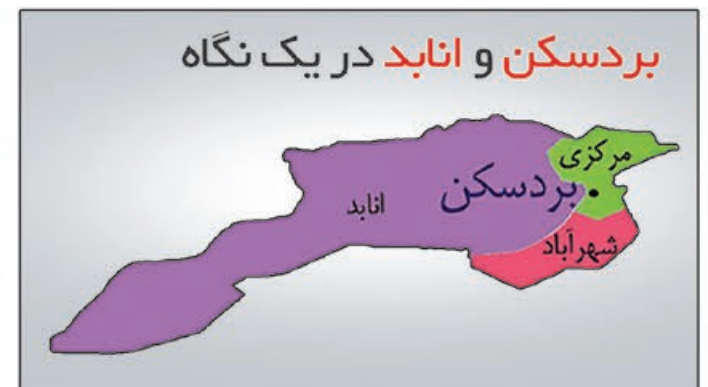 بردسکن و انابد در یک نگاه
مرکزی
بردسکن
انابد
شهرآباد